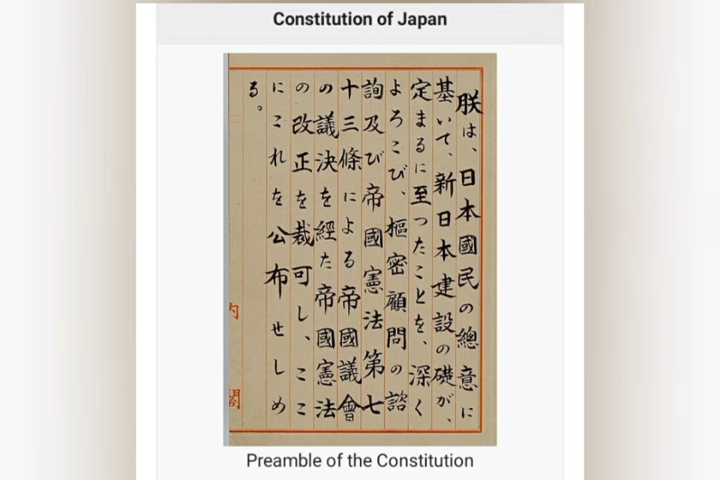 Constitution of Japan
朕は、日本國民の總意に
基いて、新日本建設の礎が、
定まるに至つたことを、深く
よろこび、樞密顧問の諮
詢及び帝國憲法第七
十三條による帝國議會
の議決を經た帝國憲法
の改正を裁可し、ここ
にこれを公布せしめ
る。
内閣
Preamble of the Constitution